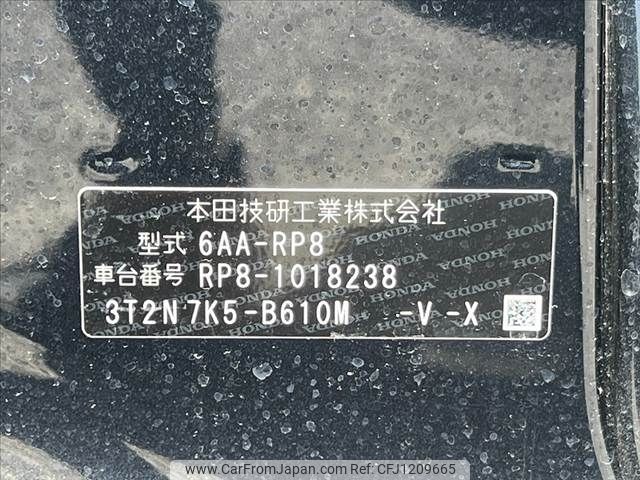 本田技研工業株式会社
型式 6AA-RP8
車台番号 RP8-1018238
3T2N7K5-B610M -V -X
www.CarFromJapan.com - Ref No. CFJ1209665